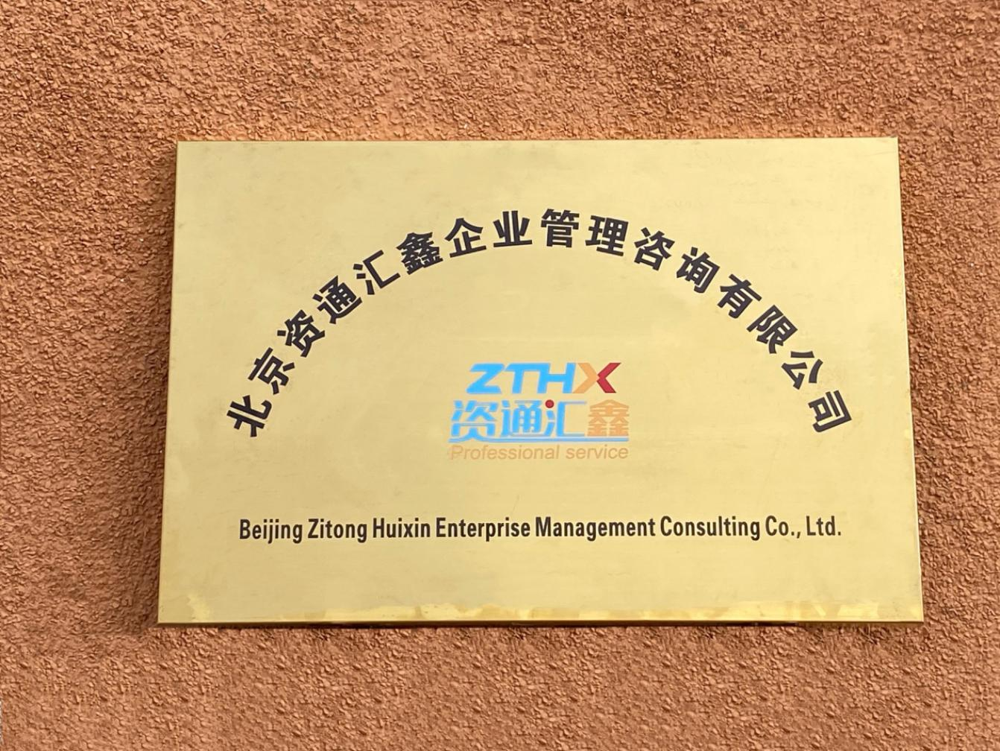 北京资通汇鑫企业管理咨询有限公司
ZTHX
资通汇鑫
Professional service
Beijing Zitong Huixin Enterprise Management Consulting Co., Ltd.